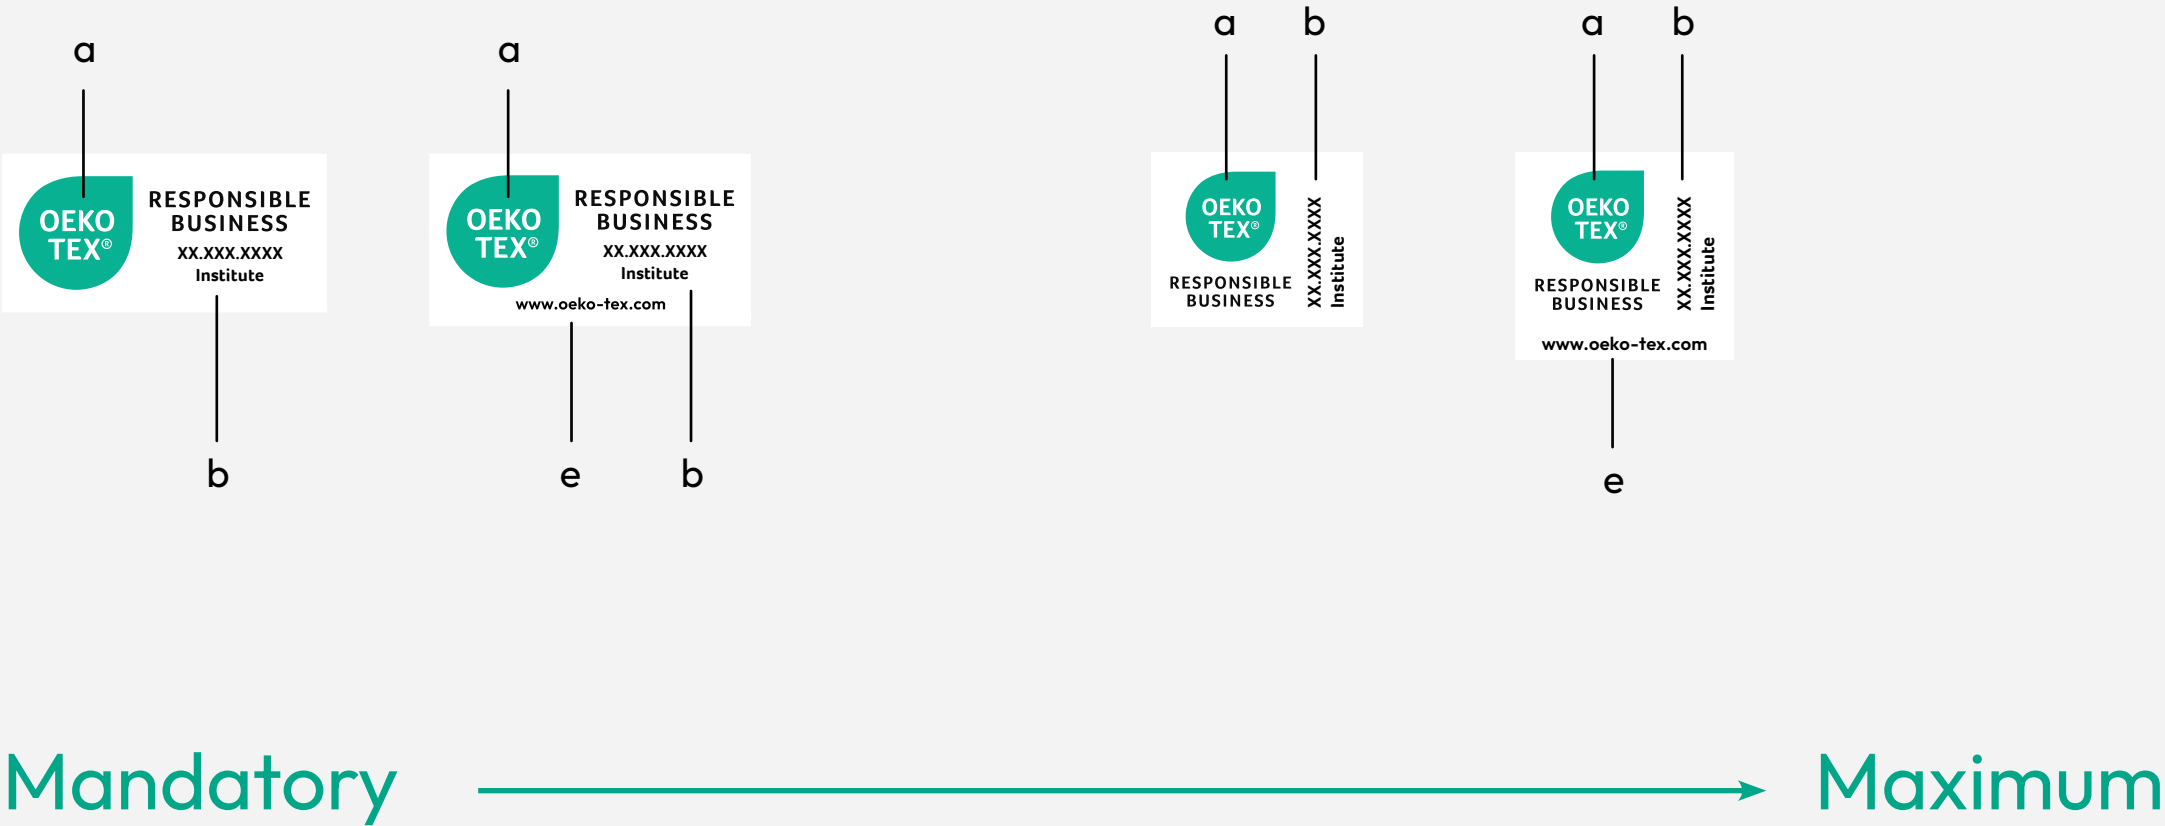 a
a
a
b
a
b
OEKO
TEX®
RESPONSIBLE
BUSINESS
XX.XXX.XXXX
Institute
OEKO
TEX®
RESPONSIBLE
BUSINESS
XX.XXX.XXXX
Institute
www.oeko-tex.com
OEKO
TEX®
RESPONSIBLE
BUSINESS
XX.XXX.XXXX
Institute
OEKO
TEX®
RESPONSIBLE
BUSINESS
XX.XXX.XXXX
Institute
www.oeko-tex.com
b
e
b
e
Mandatory
Maximum